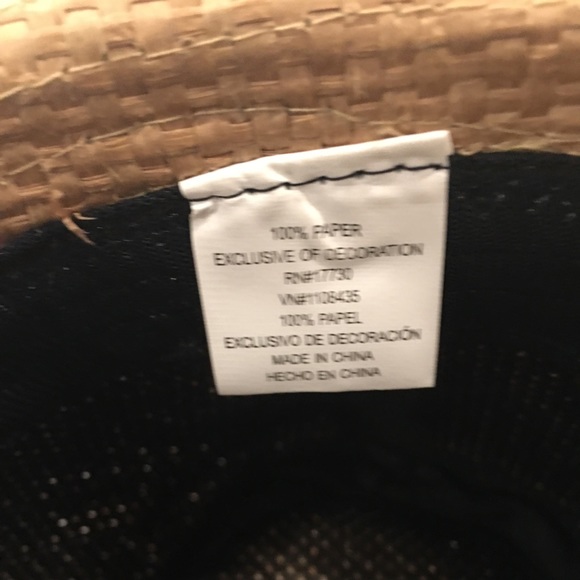 100% PAPER
EXCLUSIVE OF DECORATION
RN#17730
VN#1108435
100% PAPEL
EXCLUSIVO DE DECORACIÓN
MADE IN CHINA
HECHO EN CHINA